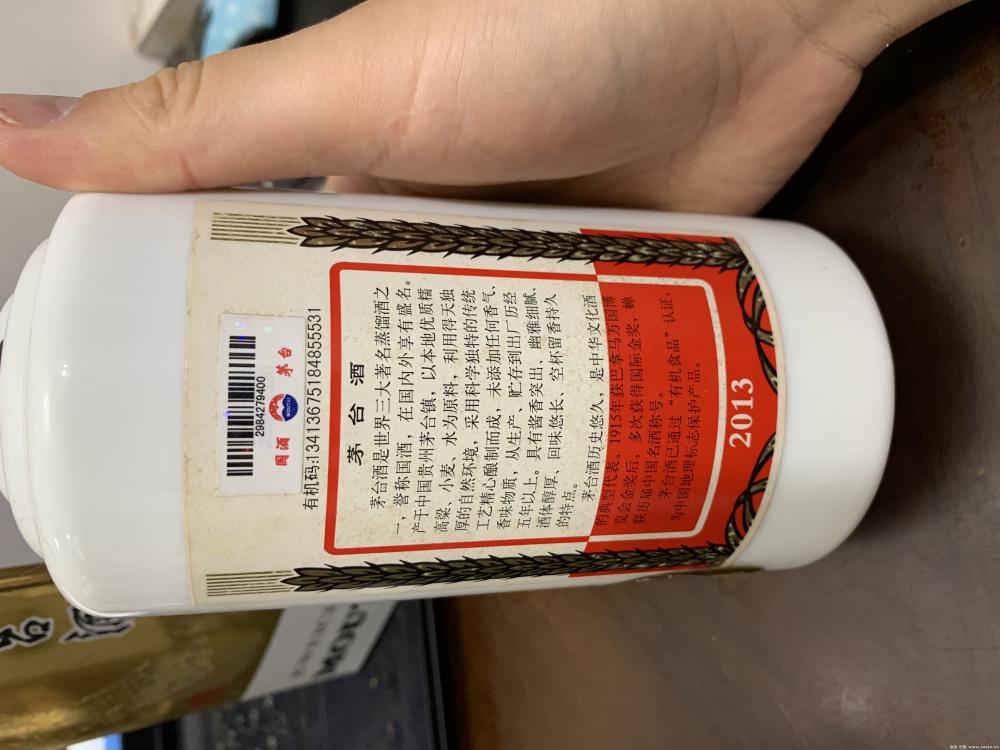 2984279400
国酒 茅台
有机码:13413675184855531
茅台酒
茅台酒是世界三大著名蒸馏酒之
一，誉称国酒，在国内外享有盛名。
产于中国贵州茅台镇，以本地优质糯
高粱、小麦、水为原料，利用得天独
厚的自然环境，采用科学独特的传统
工艺精心酿制而成，未添加任何香气、
香味物质，从生产、贮存到出厂历经
五年以上。具有酱香突出、幽雅细腻、
酒体醇厚、回味悠长、空杯留香持久
的特点。
茅台酒历史悠久，是中华文化酒
的典型代表。1915年获巴拿马万国博
览会金奖后，多次获得国际金奖，蝉
联历届中国名酒称号。
茅台酒已通过“有机食品”认证，
为中国地理标志保护产品。
2013
MOU